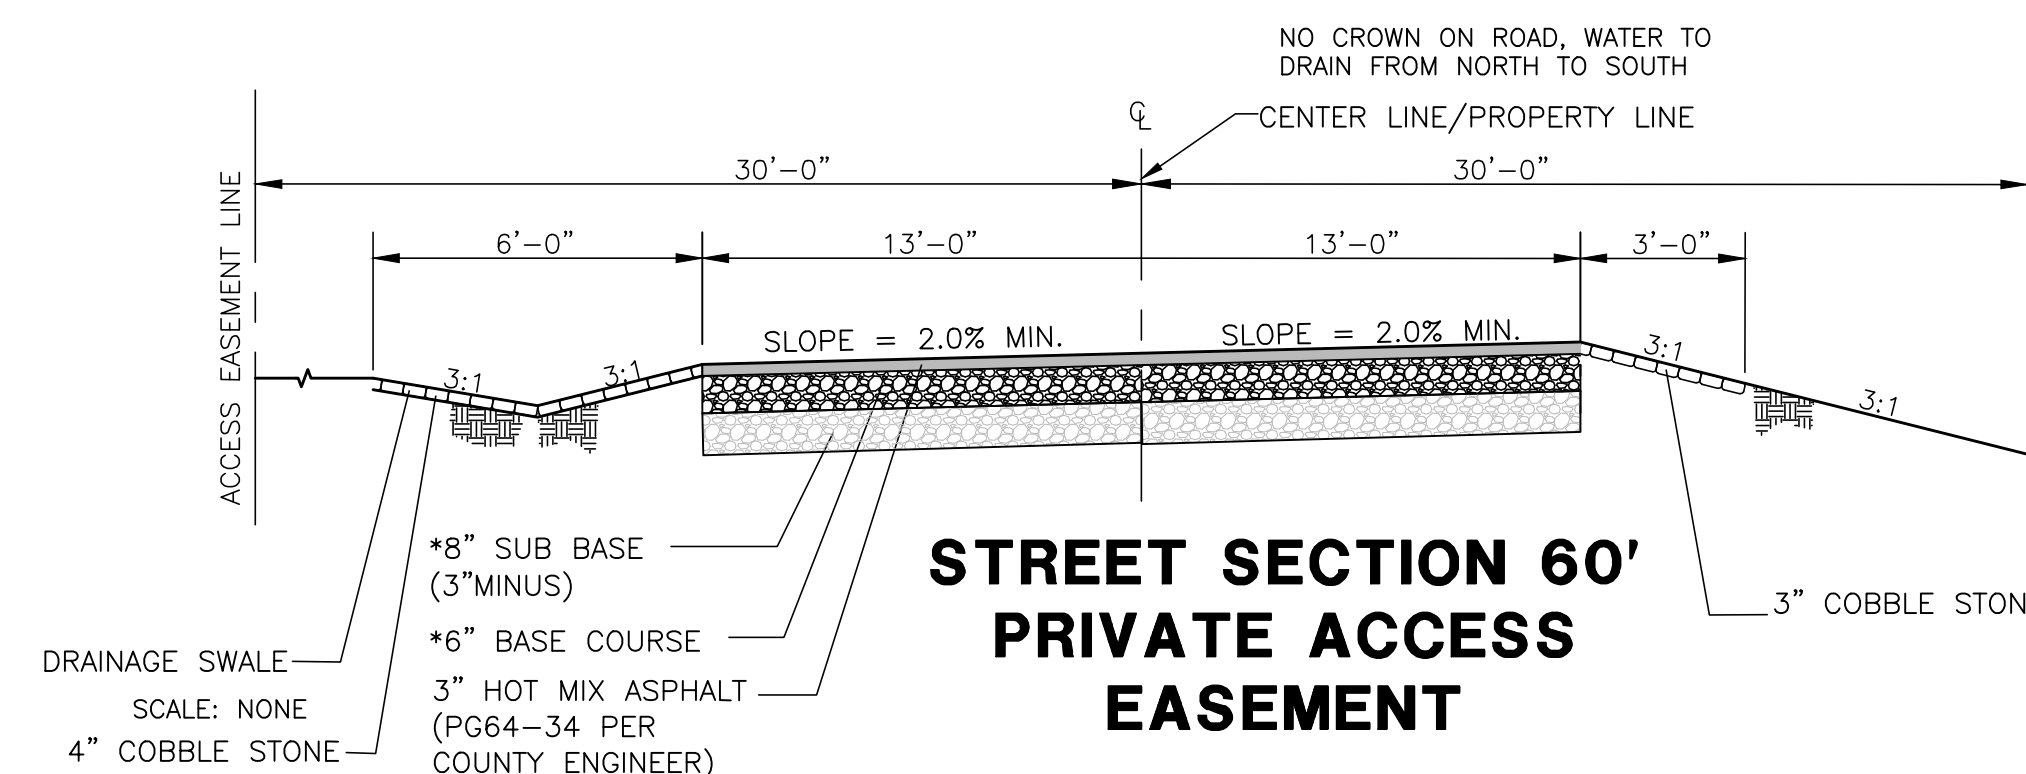 NO CROWN ON ROAD, WATER TO
DRAIN FROM NORTH TO SOUTH
CENTER LINE/PROPERTY LINE
30'-0"
30'-0"
ACCESS EASEMENT LINE
6'-0"
13'-0"
13'-0"
3'-0"
SLOPE = 2.0% MIN.
SLOPE = 2.0% MIN.
3:1
3:1
3:1
3:1
*8" SUB BASE
(3"MINUS)
*6" BASE COURSE
3" HOT MIX ASPHALT
(PG64-34 PER
COUNTY ENGINEER)
DRAINAGE SWALE
SCALE: NONE
4" COBBLE STONE
3" COBBLE STON
STREET SECTION 60'
PRIVATE ACCESS
EASEMENT